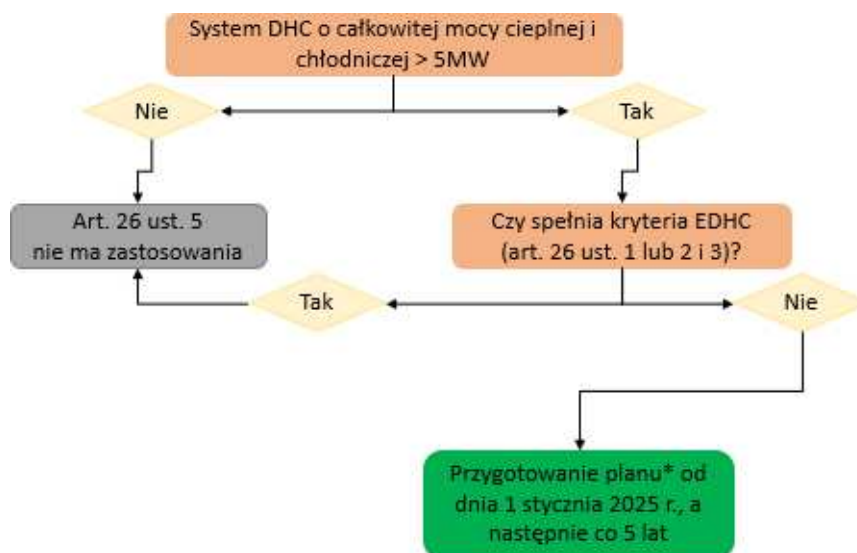 System DHC o całkowitej mocy cieplnej i
chłodniczej > 5MW
Nie
Tak
Art. 26 ust. 5
nie ma zastosowania
Czy spełnia kryteria EDHC
(art. 26 ust. 1 lub 2 i 3)?
Tak
Nie
Przygotowanie planu* od
dnia 1 stycznia 2025 r., a
następnie co 5 lat